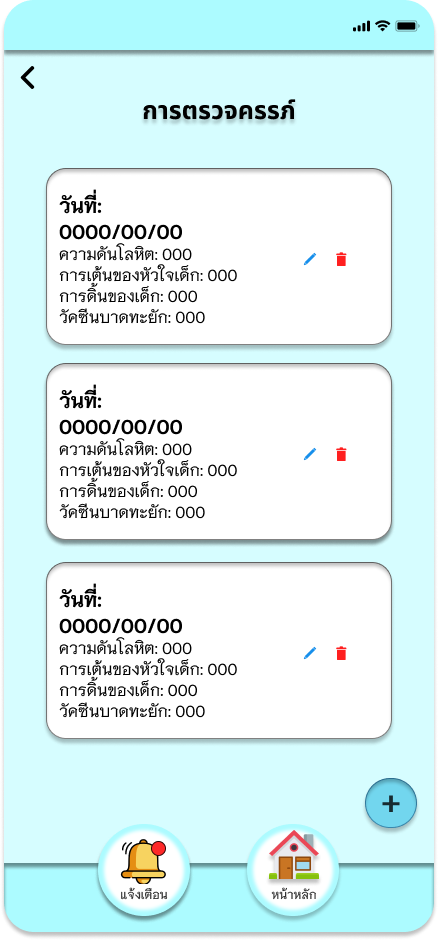 การตรวจครรภ์
วันที่:
0000/00/00
ความดันโลหิต: 000
การเต้นของหัวใจเด็ก: 000
การดิ้นของเด็ก: 000
วัคซีนบาดทะยัก: 000
วันที่:
0000/00/00
ความดันโลหิต: 000
การเต้นของหัวใจเด็ก: 000
การดิ้นของเด็ก: 000
วัคซีนบาดทะยัก: 000
วันที่:
0000/00/00
ความดันโลหิต: 000
การเต้นของหัวใจเด็ก: 000
การดิ้นของเด็ก: 000
วัคซีนบาดทะยัก: 000
+
แจ้งเตือน
หน้าหลัก